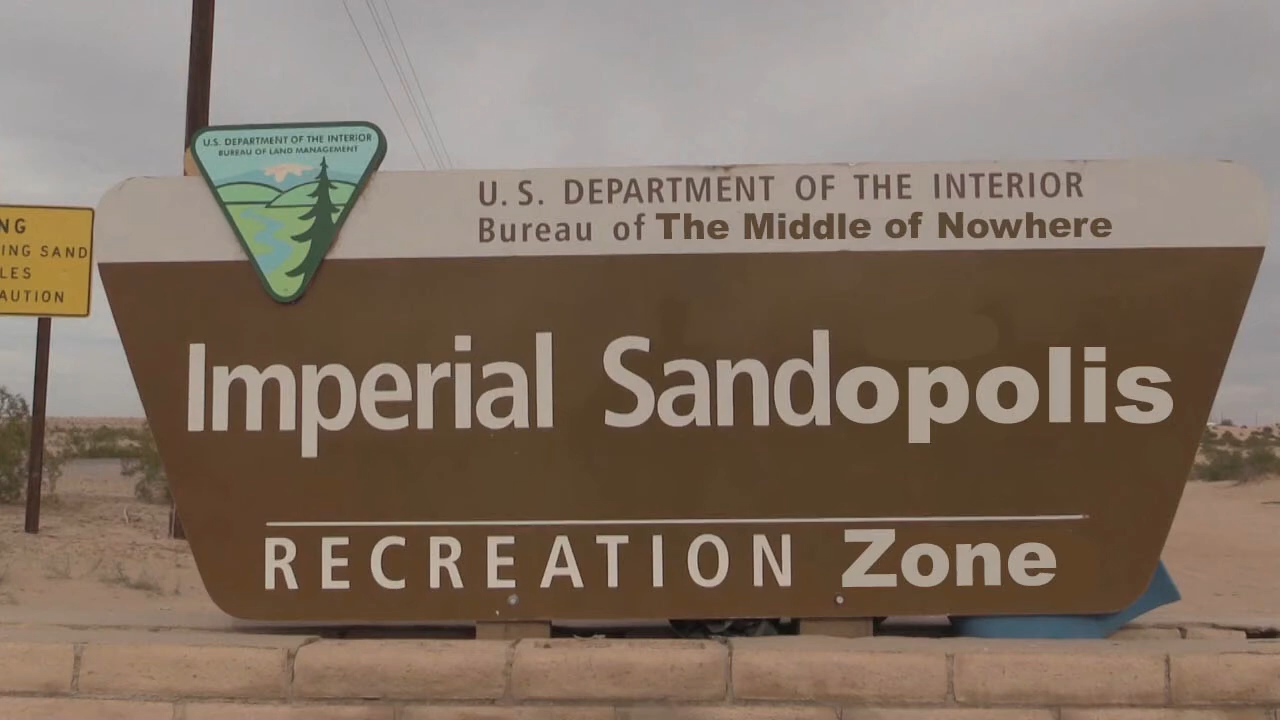 U.S. DEPARTMENT OF THE INTERIOR
BUREAU OF LAND MANAGEMENT
U.S. DEPARTMENT OF THE INTERIOR
Bureau of The Middle of Nowhere
NG
ING SAND
LES
AUTION
Imperial Sandopolis
RECREATION Zone